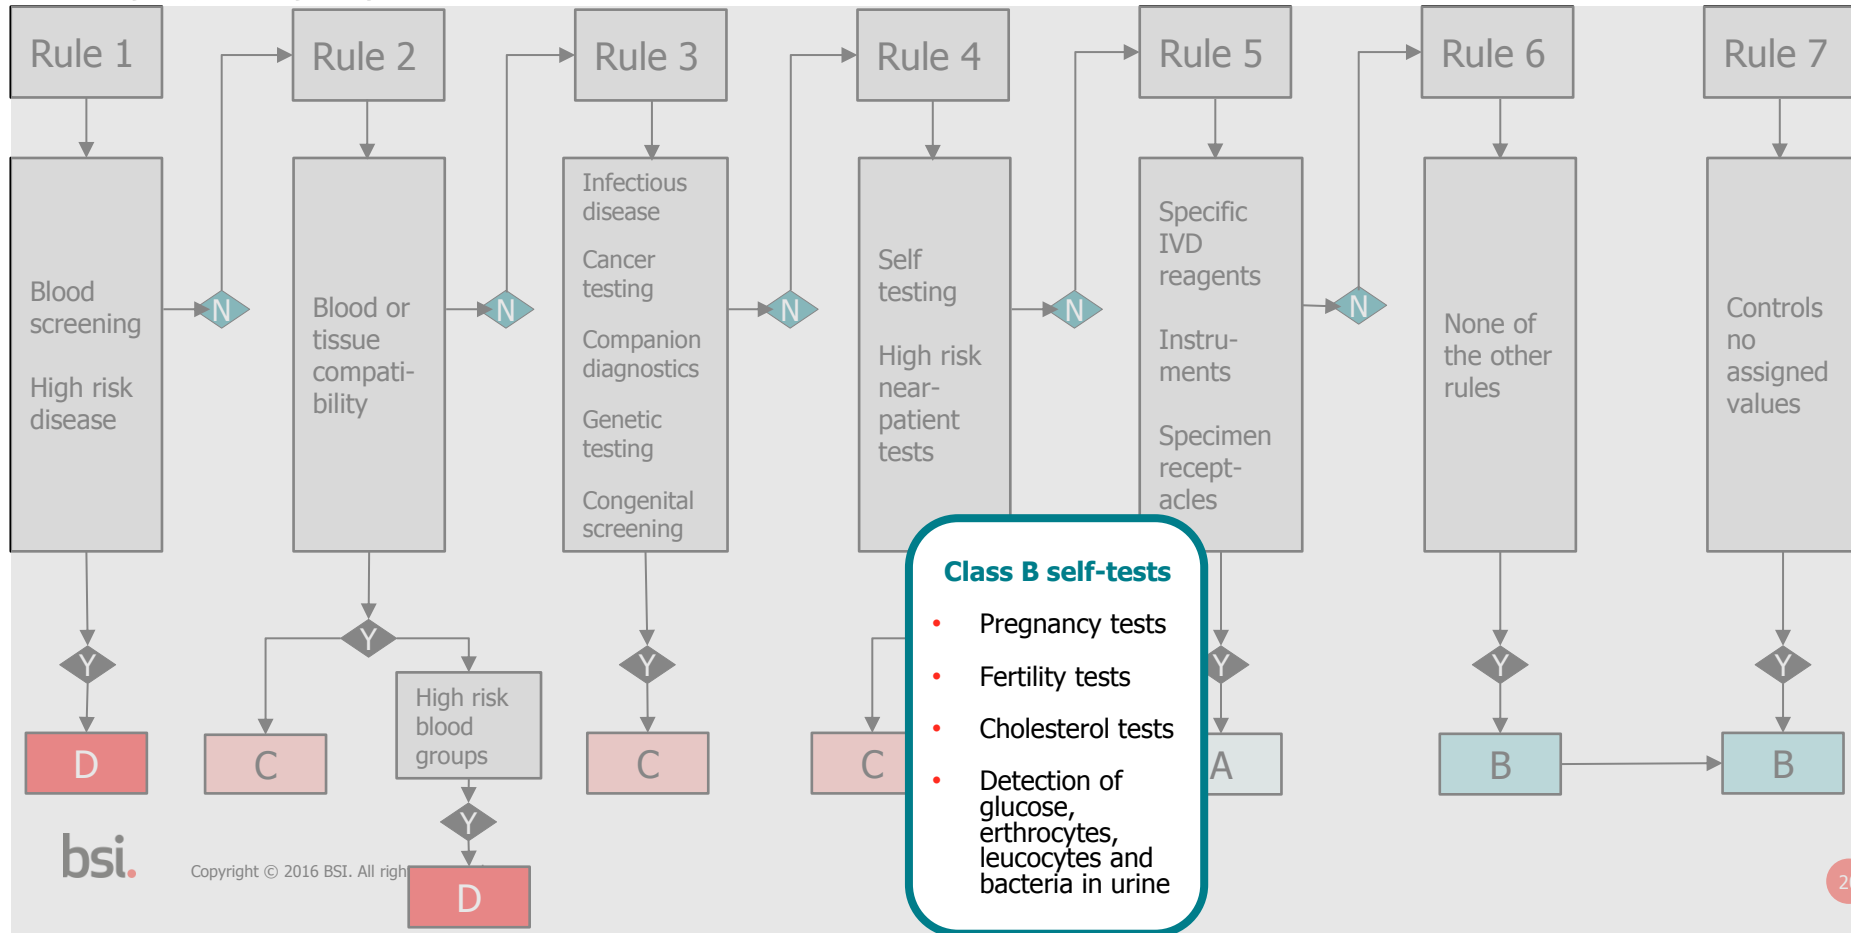 Rule 1
Rule 2
Rule 3
Rule 4
Rule 5
Rule 6
Rule 7
Blood
screening
High risk
disease
N
Blood or
tissue
compati-
bility
N
Infectious
disease
Cancer
testing
Companion
diagnostics
Genetic
testing
Congenital
screening
N
Self
testing
High risk
near-
patient
tests
N
Specific
IVD
reagents
Instru-
ments
Specimen
recept-
acles
N
None of
the other
rules
Controls
no
assigned
values
Y
Y
Y
Y
Y
Y
High risk
blood
groups
Y
D
C
D
C
C
A
B
B
Class B self-tests
• Pregnancy tests
• Fertility tests
• Cholesterol tests
• Detection of
glucose,
erthrocytes,
leucocytes and
bacteria in urine
bsi.
Copyright © 2016 BSI. All